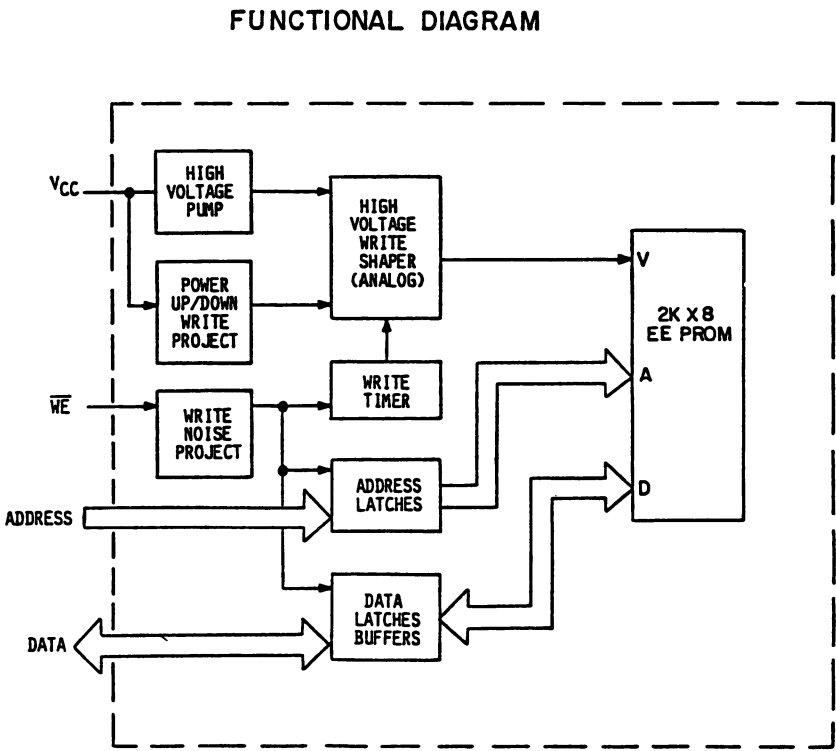 FUNCTIONAL DIAGRAM
HIGH
VOLTAGE
PUMP
VCC
HIGH
VOLTAGE
WRITE
SHAPER
(ANALOG)
V
POWER
UP/DOWN
WRITE
PROJECT
2K X 8
EE PROM
WRITE
TIMER
A
W̅E̅
WRITE
NOISE
PROJECT
ADDRESS
LATCHES
D
ADDRESS
DATA
LATCHES
BUFFERS
DATA